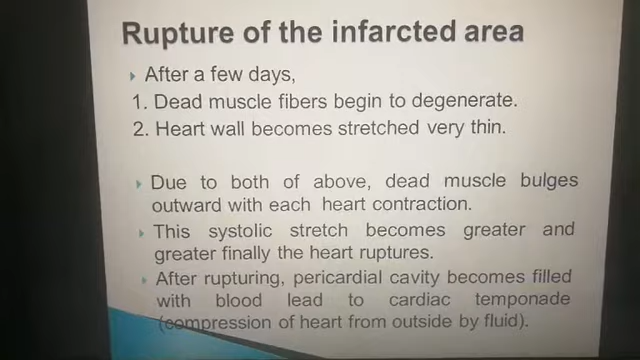 Rupture of the infarcted area
After a few days,
1. Dead muscle fibers begin to degenerate.
2. Heart wall becomes stretched very thin.
Due to both of above, dead muscle bulges
outward with each heart contraction.
This systolic stretch becomes greater and
greater finally the heart ruptures.
After rupturing, pericardial cavity becomes filled
with blood lead to cardiac temponade
(compression of heart from outside by fluid).